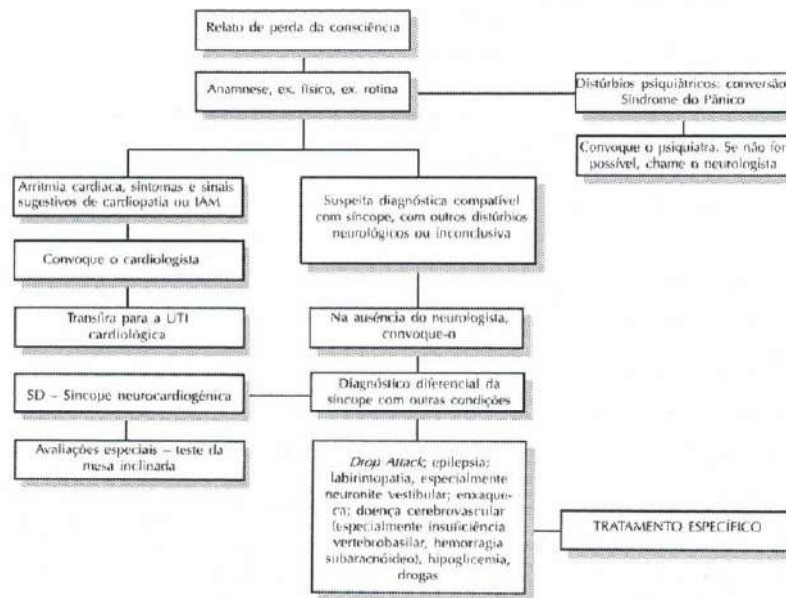 Relato de perda da consciência
Anamnese, ex. físico, ex. rotina
Distúrbios psiquiátricos: conversão
Síndrome do Pânico
Convoque o psiquiatra. Se não for
possível, chame o neurologista
Arritmia cardíaca, sintomas e sinais
sugestivos de cardiopatia ou IAM
Suspeita diagnóstica compatível
com síncope, com outros distúrbios
neurológicos ou inconclusiva
Convoque o cardiologista
Transfira para a UTI
cardiológica
Na ausência do neurologista,
convoque-o
SD – Síncope neurocardiogênica
Diagnóstico diferencial da
síncope com outras condições
Avaliações especiais – teste da
mesa inclinada
Drop Attack; epilepsia;
labirintopatia, especialmente
neuronite vestibular; enxaque-
ca; doença cerebrovascular
(especialmente insuficiência
vertebrobasilar, hemorragia
subaracnóideo), hipoglicemia,
drogas
TRATAMENTO ESPECÍFICO